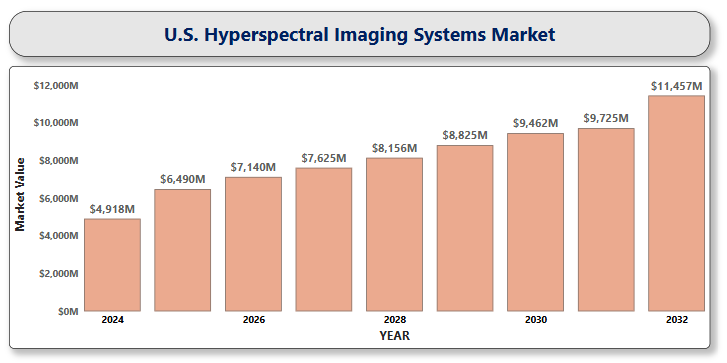 U.S. Hyperspectral Imaging Systems Market
Market Value
$12,000M
$10,000M
$8,000M
$6,000M
$4,000M
$2,000M
$0M
$4,918M
$6,490M
$7,140M
$7,625M
$8,156M
$8,825M
$9,462M
$9,725M
$11,457M
2024
2026
2028
2030
2032
YEAR